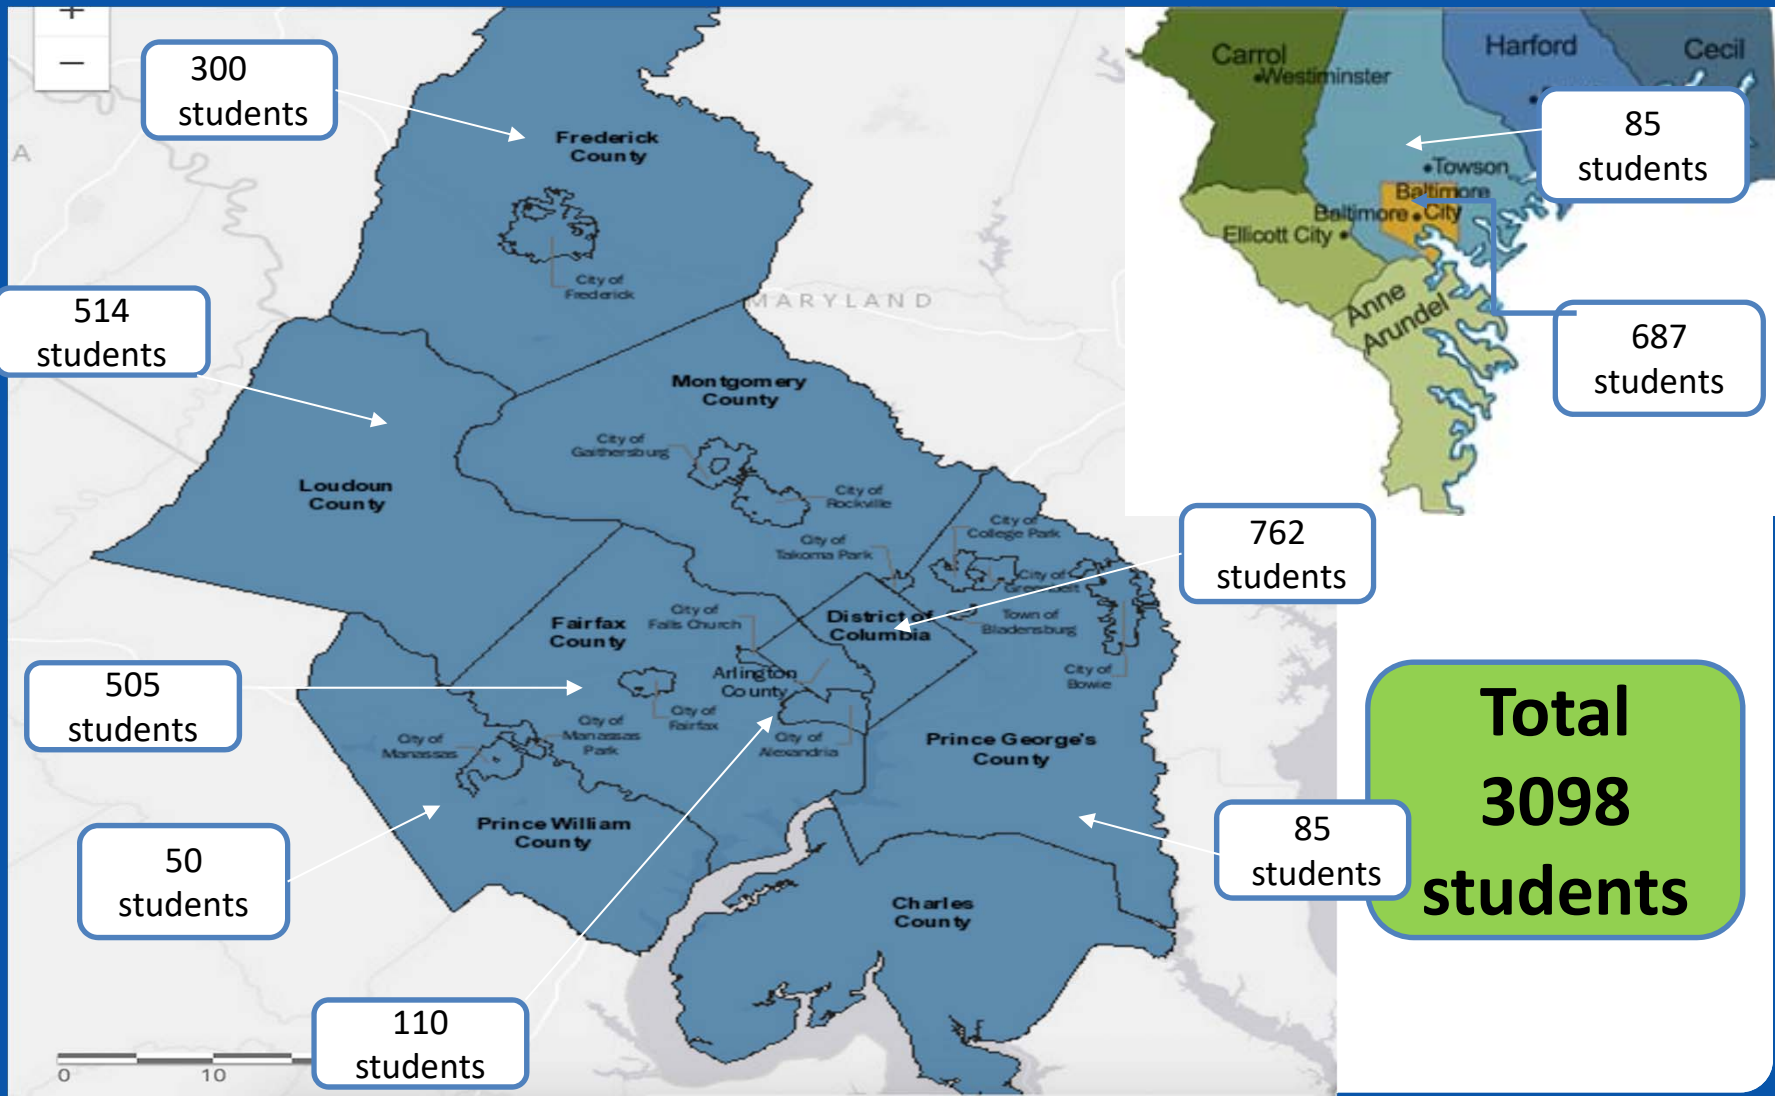 +
−
300
students
Frederick
County
City of
Frederick
A
514
students
MARYLAND
Montgomery
County
City of
Gaithersburg
City of
Rockville
City of
Takoma Park
City of
College Park
City of
Greenbelt
Town of
Bladensburg
City of
Bowie
Loudoun
County
762
students
District of
Columbia
Fairfax
County
City of
Falls Church
Arlington
County
City of
Fairfax
City of
Alexandria
505
students
City of
Manassas
City of
Manassas
Park
Prince George's
County
50
students
Prince William
County
85
students
Charles
County
110
students
0
10
Carrol
Westiminster
Harford
Cecil
85
students
Towson
Baltimore
City
Baltimore
Ellicott City
Anne
Arundel
687
students
Total
3098
students